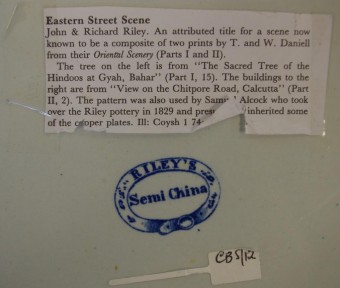 Eastern Street Scene
John & Richard Riley. An attributed title for a scene now
known to be a composite of two prints by T. and W. Daniell
from their Oriental Scenery (Parts I and II).
The tree on the left is from "The Sacred Tree of the
Hindoos at Gyah, Bahar" (Part I, 15). The buildings to the
right are from "View on the Chitpore Road, Calcutta" (Part
II, 2). The pattern was also used by Alcock who took
over the Riley pottery in 1829 and inherited some
of the copper plates. Ill: Coysh 1 74
RILEY'S
Semi China
CB5/12